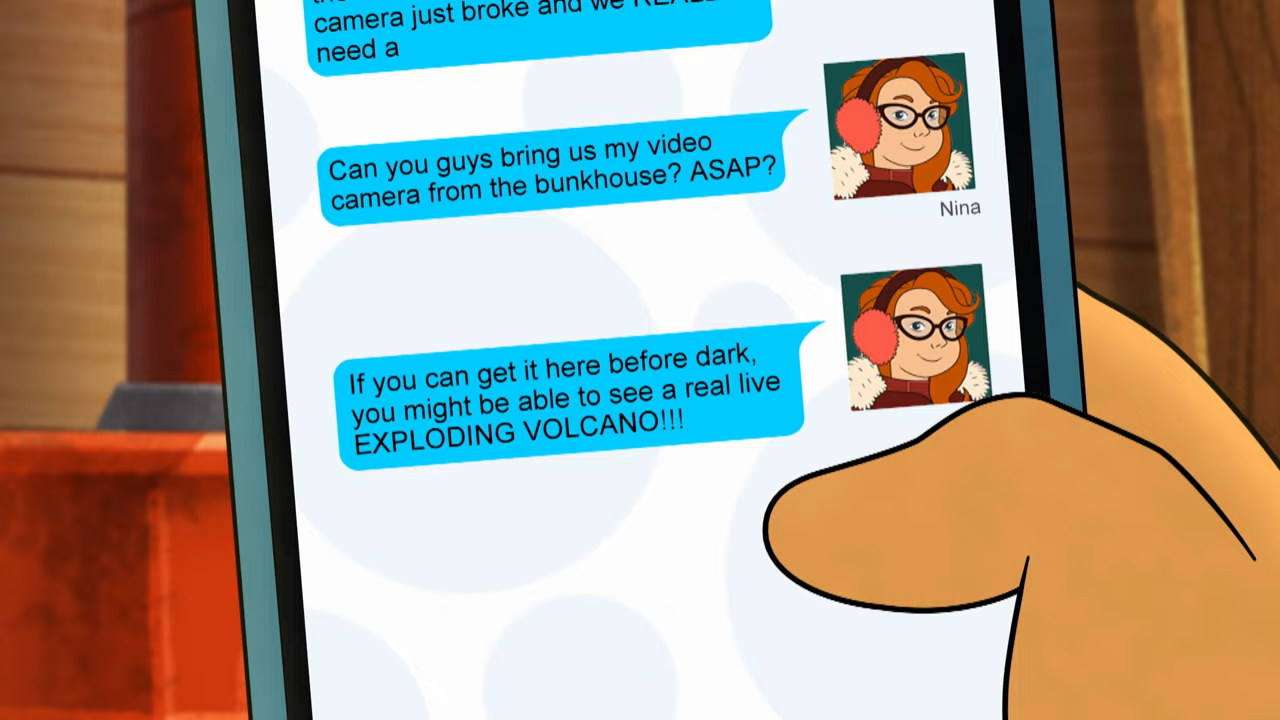 camera just broke and we
need a
Can you guys bring us my video
camera from the bunkhouse? ASAP?
Nina
If you can get it here before dark,
you might be able to see a real live
EXPLODING VOLCANO!!!